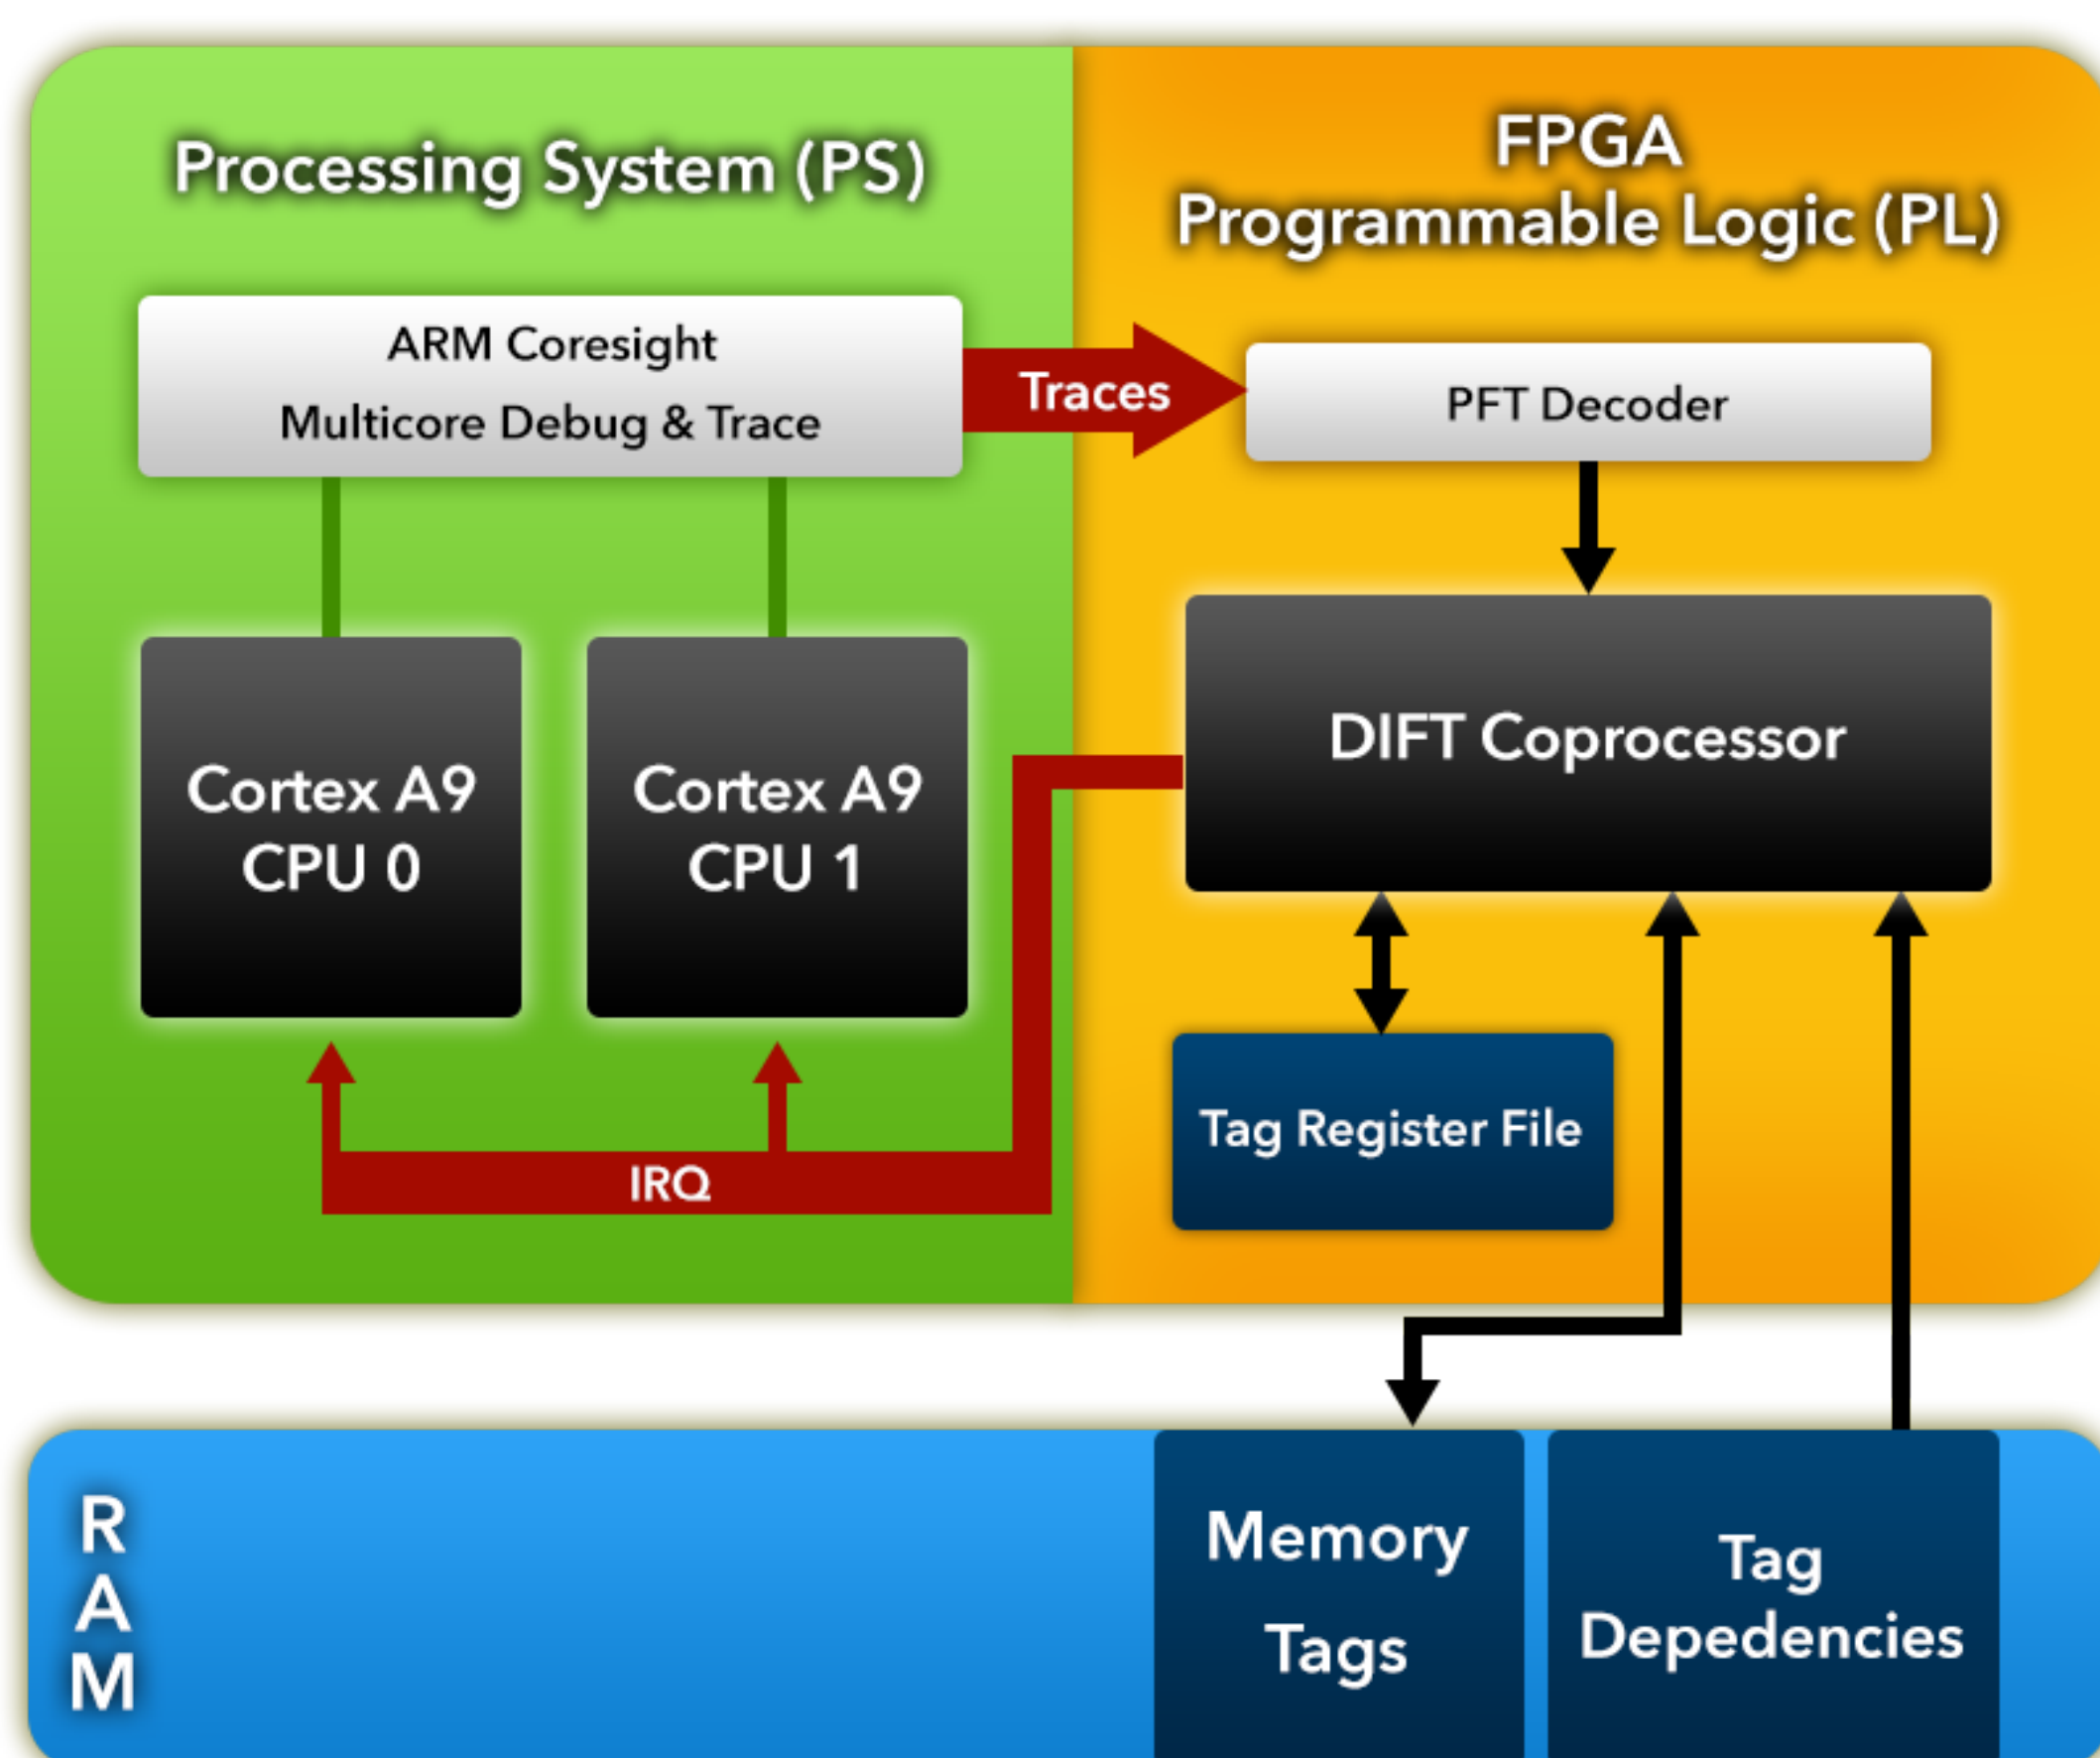 Processing System (PS)
ARM Coresight
Multicore Debug & Trace
Cortex A9
CPU 0
Cortex A9
CPU 1
IRQ
Traces
FPGA
Programmable Logic (PL)
PFT Decoder
DIFT Coprocessor
Tag Register File
R
A
M
Memory
Tags
Tag
Depedencies